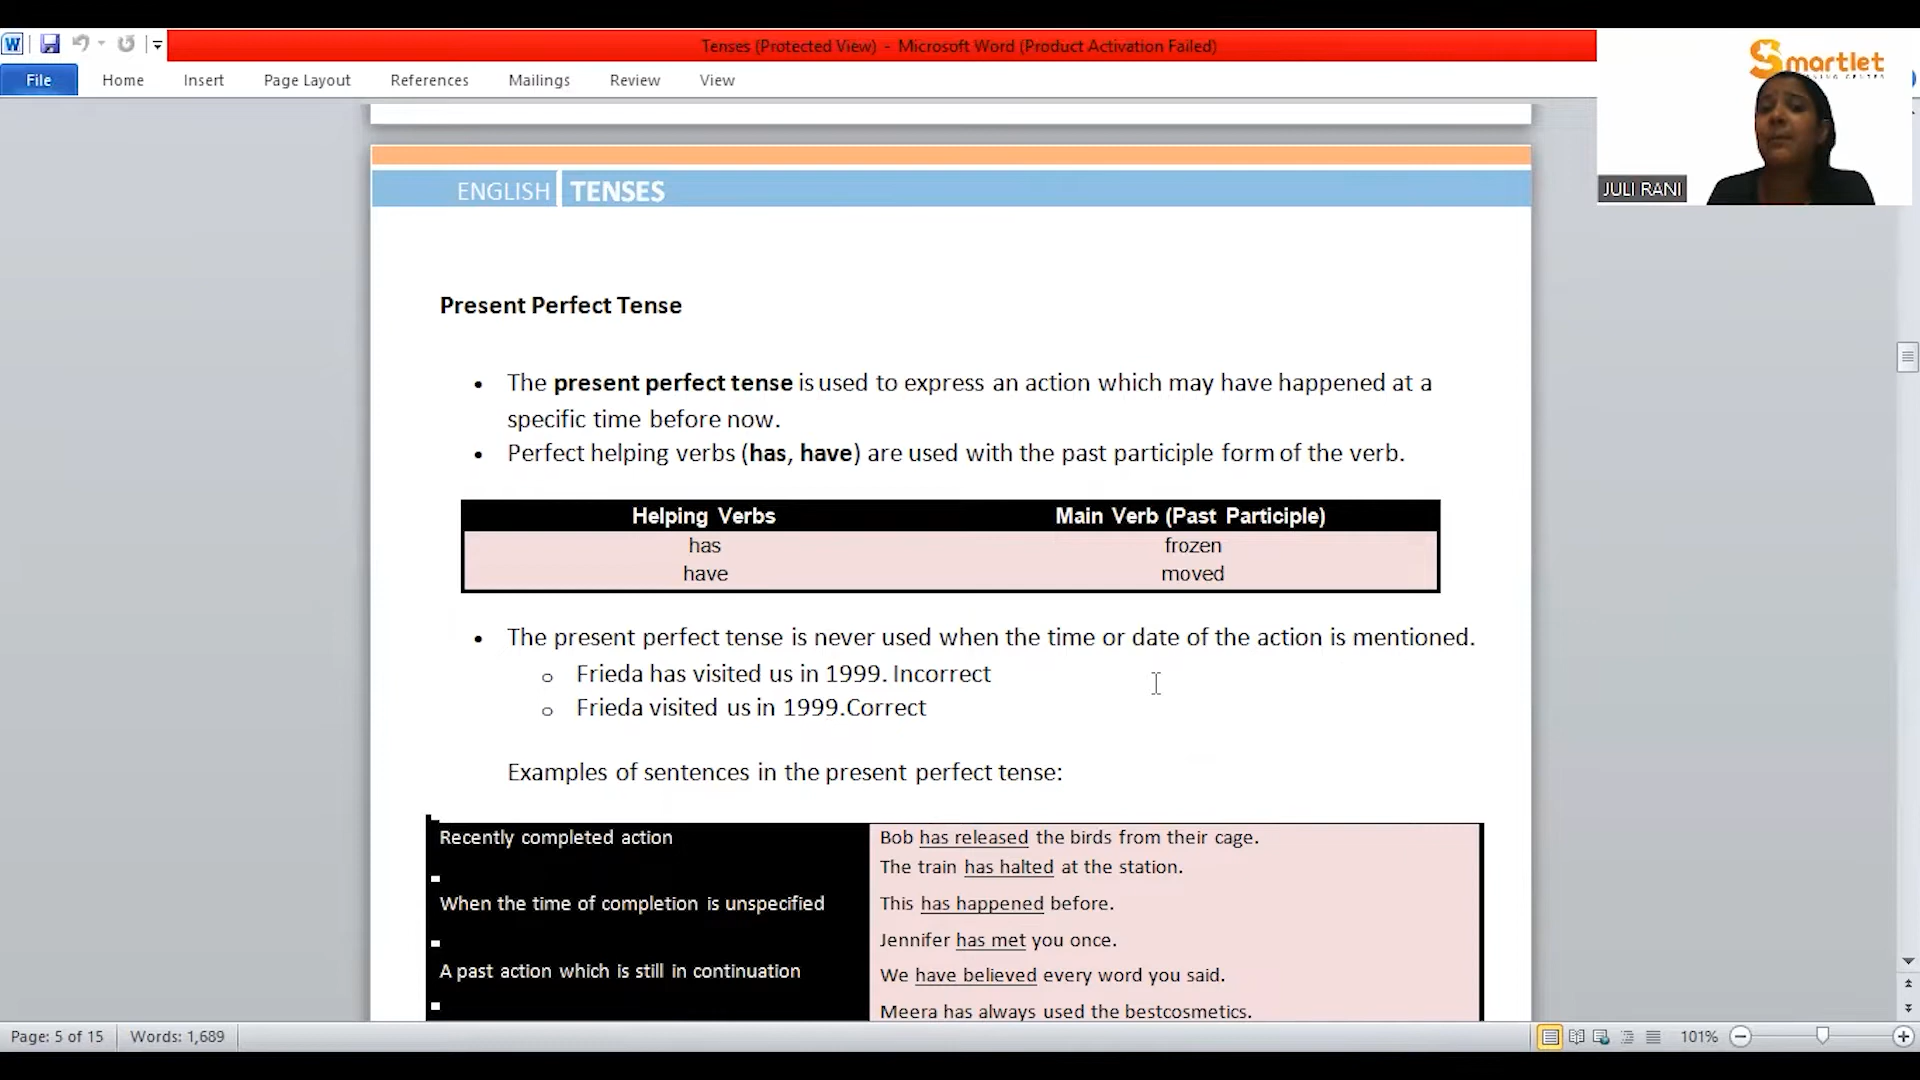 Tenses (Protected View) - Microsoft Word (Product Activation Failed)
File Home Insert Page Layout References Mailings Review View
Smartlet
JULI RANI
ENGLISH TENSES
Present Perfect Tense
• The present perfect tense is used to express an action which may have happened at a
specific time before now.
• Perfect helping verbs (has, have) are used with the past participle form of the verb.
Helping Verbs Main Verb (Past Participle)
has frozen
have moved
• The present perfect tense is never used when the time or date of the action is mentioned.
o Frieda has visited us in 1999. Incorrect
o Frieda visited us in 1999.Correct
Examples of sentences in the present perfect tense:
Recently completed action Bob has released the birds from their cage.
The train has halted at the station.
When the time of completion is unspecified This has happened before.
Jennifer has met you once.
A past action which is still in continuation We have believed every word you said.
Meera has always used the bestcosmetics.
Page: 5 of 15 Words: 1,689 101%